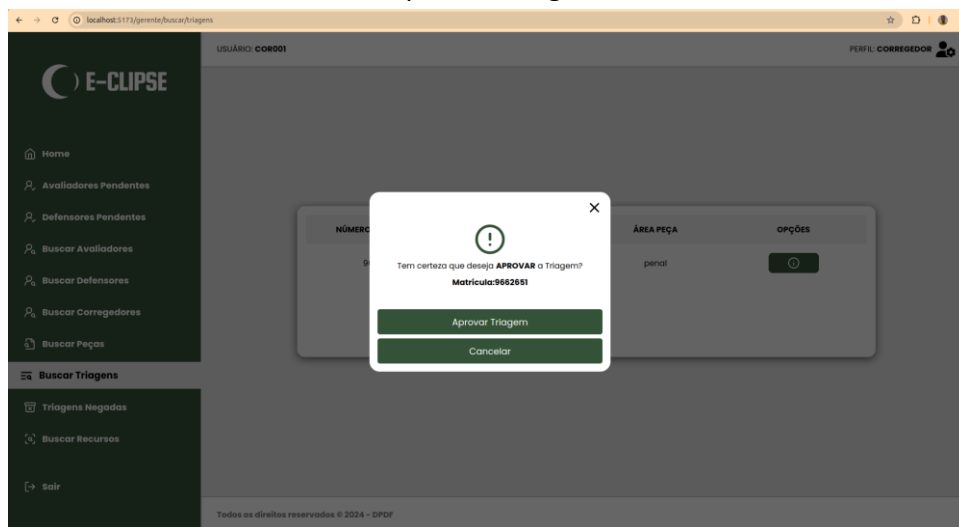 localhost:5173/gerente/buscar/triagens
USUÁRIO: COR001
PERFIL: CORREGEDOR
E-CLIPSE
Home
Avaliadores Pendentes
Defensores Pendentes
Buscar Avaliadores
Buscar Defensores
Buscar Corregedores
Buscar Peças
Buscar Triagens
Triagens Negadas
Buscar Recursos
Sair
NÚMERO
ÁREA PEÇA
OPÇÕES
9
penal
Tem certeza que deseja APROVAR a Triagem?
Matrícula:9662651
Aprovar Triagem
Cancelar
Todos os direitos reservados © 2024 - DPDF